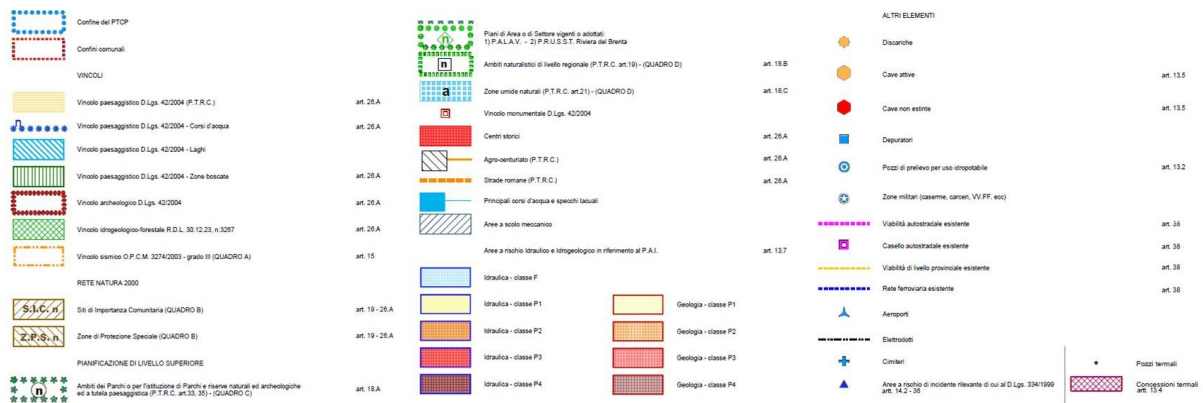 Confine del PTCP
Confini comunali
VINCOLI
Vincolo paesaggistico D.Lgs. 42/2004 (P.T.R.C.) art. 26.A
Vincolo paesaggistico D.Lgs. 42/2004 - Corsi d'acqua art. 26.A
Vincolo paesaggistico D.Lgs. 42/2004 - Laghi
Vincolo paesaggistico D.Lgs. 42/2004 - Zone boscate art. 26.A
Vincolo archeologico D.Lgs. 42/2004 art. 26.A
Vincolo idrogeologico-forestale R.D.L. 30.12.23, n.3267 art. 26.A
Vincolo sismico O.P.C.M. 3274/2003 - grado III (QUADRO A) art. 15
RETE NATURA 2000
S.I.C. n Siti di Importanza Comunitaria (QUADRO B) art. 19 - 26.A
Z.P.S. n Zone di Protezione Speciale (QUADRO B) art. 19 - 26.A
PIANIFICAZIONE DI LIVELLO SUPERIORE
n Ambiti dei Parchi o per l'istituzione di Parchi e riserve naturali ed archeologiche
ed a tutela paesaggistica (P.T.R.C. art.33, 35) - (QUADRO C) art. 18.A
n Piani di Area o di Settore vigenti o adottati:
1) P.A.L.A.V. - 2) P.R.U.S.S.T. Riviera del Brenta
n Ambiti naturalistici di livello regionale (P.T.R.C. art.19) - (QUADRO D) art. 18.B
a Zone umide naturali (P.T.R.C. art.21) - (QUADRO D) art. 18.C
Vincolo monumentale D.Lgs. 42/2004
Centri storici art. 26.A
Agro-centuriato (P.T.R.C.) art. 26.A
Strade romane (P.T.R.C.) art. 26.A
Principali corsi d'acqua e specchi lacuali
Aree a scolo meccanico
Aree a rischio Idraulico e Idrogeologico in riferimento al P.A.I. art. 13.7
Idraulica - classe F
Idraulica - classe P1 Geologia - classe P1
Idraulica - classe P2 Geologia - classe P2
Idraulica - classe P3 Geologia - classe P3
Idraulica - classe P4 Geologia - classe P4
ALTRI ELEMENTI
Discariche
Cave attive art. 13.5
Cave non estinte art. 13.5
Depuratori
Pozzi di prelievo per uso idropotabile art. 13.2
Zone militari (caserme, carceri, VV.FF. ecc)
Viabilità autostradale esistente art. 38
Casello autostradale esistente art. 38
Viabilità di livello provinciale esistente art. 38
Rete ferroviaria esistente art. 38
Aeroporti
Elettrodotti
Cimiteri
Aree a rischio di incidente rilevante di cui al D.Lgs. 334/1999
artt. 14.2 - 36
Pozzi termali
Concessioni termali
artt. 13.4